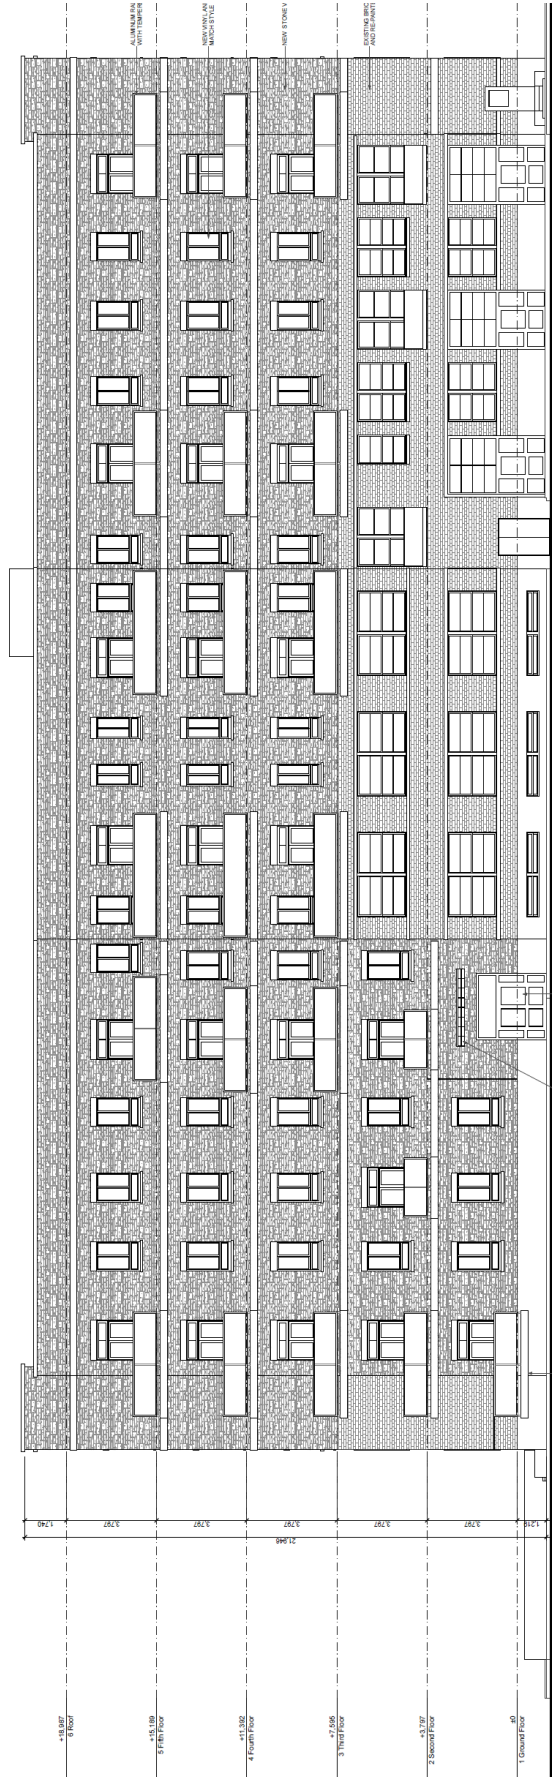 ALUMINUM RA
WITH TEMPER
NEW VINYL
MATCH STYLE
NEW STONE V
EXISTING BRIC
AND RE-PAINT
1,740
3,797
3,797
3,797
3,797
3,797
1,219
21,946
+18,987
6 Roof
+15,189
5 Fifth Floor
+11,392
4 Fourth Floor
+7,595
3 Third Floor
+3,797
2 Second Floor
±0
1 Ground Floor